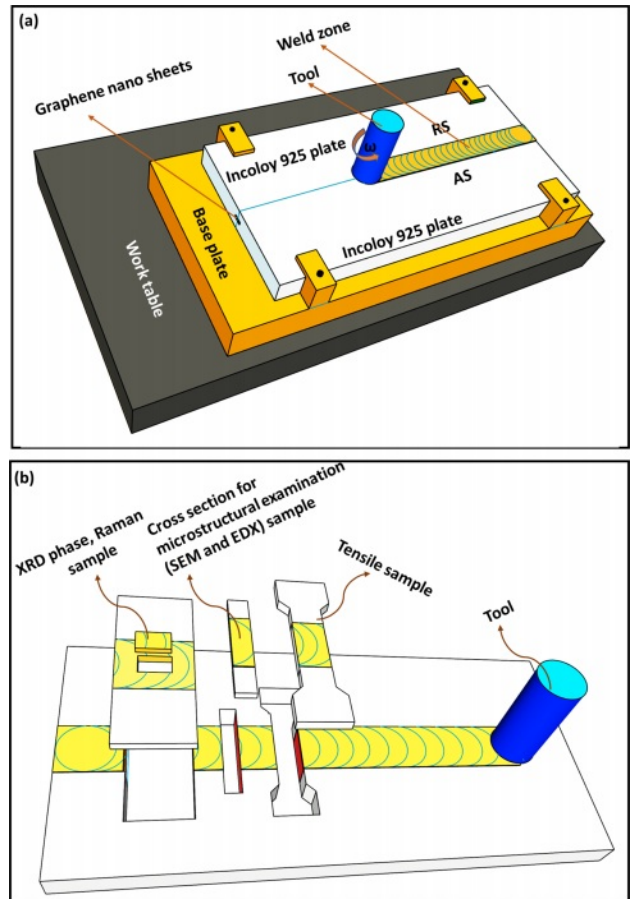 (a)
Weld zone
Tool
Graphene nano sheets
RS
Incoloy 925 plate
ω
AS
Incoloy 925 plate
Base plate
Work table
(b)
Cross section for
microstructural examination
(SEM and EDX) sample
XRD phase, Raman
sample
Tensile sample
Tool